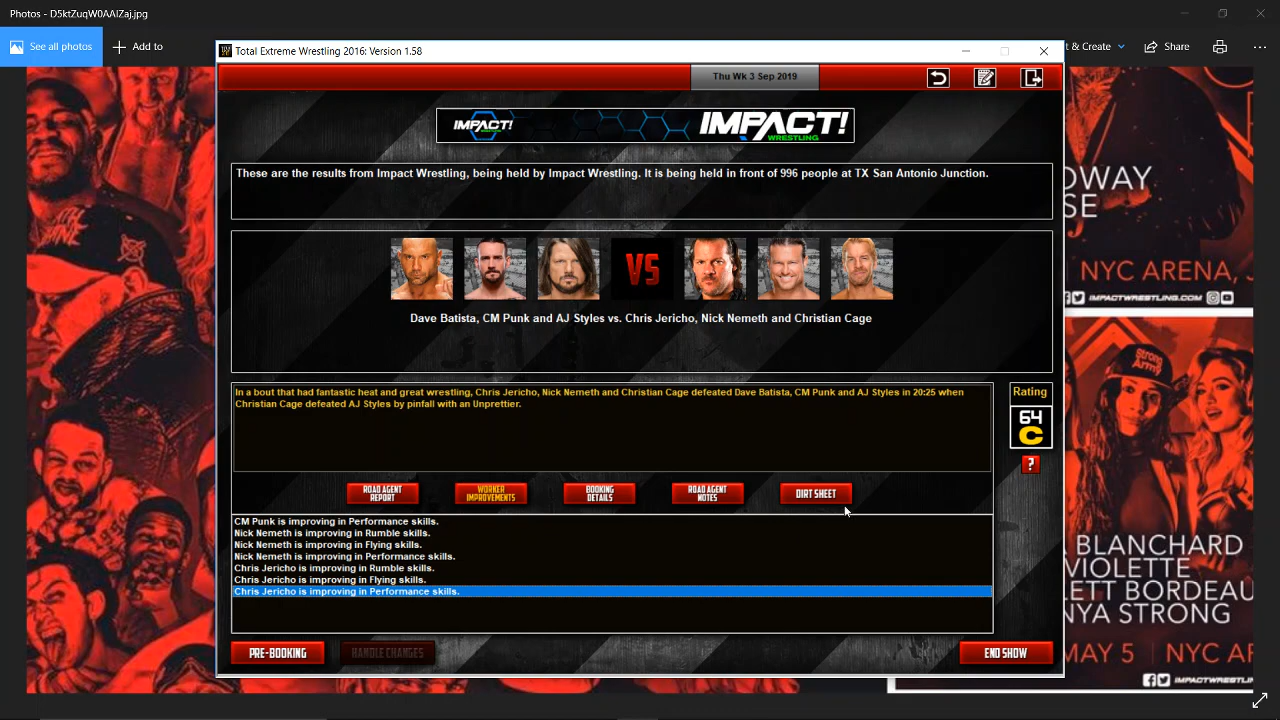 Photos - D5ktZuqW0AAIZaj.jpg
See all photos
Add to
t & Create
Share
Total Extreme Wrestling 2016: Version 1.58
Thu Wk 3 Sep 2019
IMPACT!
WRESTLING
IMPACT!
WRESTLING
These are the results from Impact Wrestling, being held by Impact Wrestling. It is being held in front of 996 people at TX San Antonio Junction.
VS
Dave Batista, CM Punk and AJ Styles vs. Chris Jericho, Nick Nemeth and Christian Cage
In a bout that had fantastic heat and great wrestling, Chris Jericho, Nick Nemeth and Christian Cage defeated Dave Batista, CM Punk and AJ Styles in 20:25 when
Christian Cage defeated AJ Styles by pinfall with an Unprettier.
Rating
64
C
?
ROAD AGENT
REPORT
WORKER
IMPROVEMENTS
BOOKING
DETAILS
ROAD AGENT
NOTES
DIRT SHEET
CM Punk is improving in Performance skills.
Nick Nemeth is improving in Rumble skills.
Nick Nemeth is improving in Flying skills.
Nick Nemeth is improving in Performance skills.
Chris Jericho is improving in Rumble skills.
Chris Jericho is improving in Flying skills.
Chris Jericho is improving in Performance skills.
PRE-BOOKING
HANDLE CHANGES
END SHOW
OWAY
SE
NYC ARENA, J
IMPACTWRESTLING.COM
Strong
Army
BLANCHARD
VIOLETTE
ETT BORDEAU
NYA STRONG
MAY 5 | NYC AR
IMPACTWRESTLING